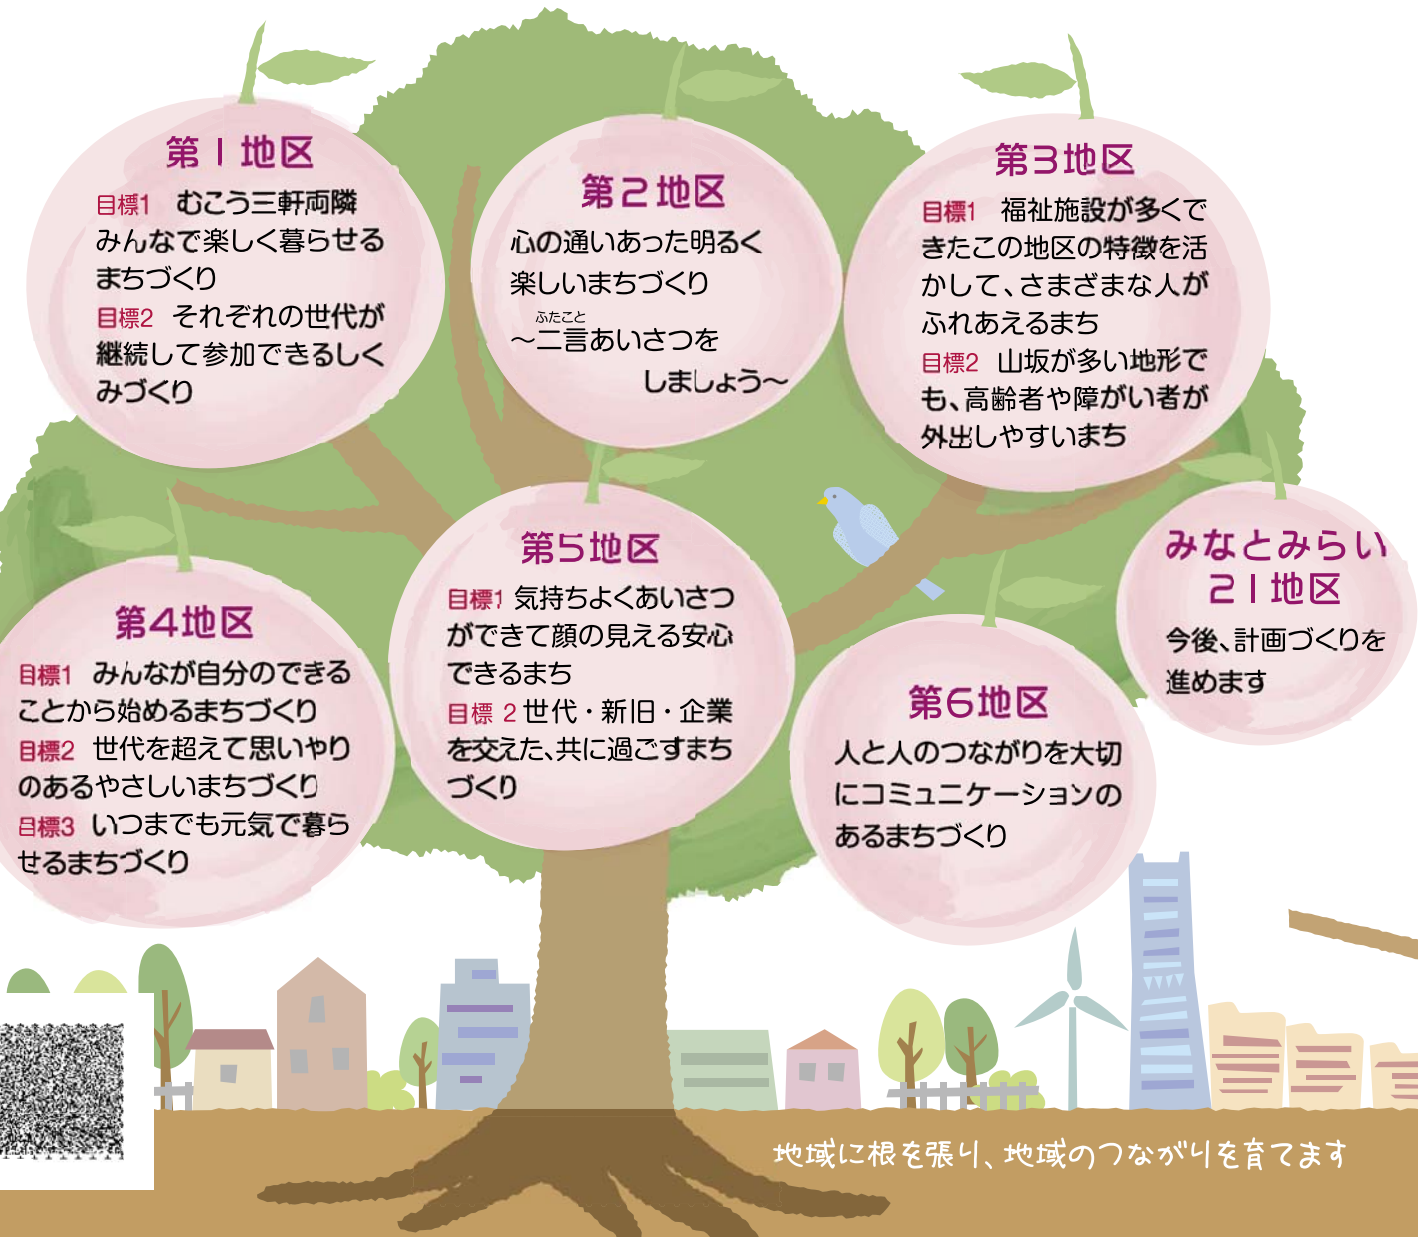 第1地区
目標1 むこう三軒両隣
みんなで楽しく暮らせる
まちづくり
目標2 それぞれの世代が
継続して参加できるしく
みづくり
第2地区
心の通いあった明るく
楽しいまちづくり
ふたこと
～二言あいさつを
しましょう～
第3地区
目標1 福祉施設が多くで
きたこの地区の特徴を活
かして、さまざまな人が
ふれあえるまち
目標2 山坂が多い地形で
も、高齢者や障がい者が
外出しやすいまち
第4地区
目標1 みんなが自分のできる
ことから始めるまちづくり
目標2 世代を超えて思いやり
のあるやさしいまちづくり
目標3 いつまでも元気で暮ら
せるまちづくり
第5地区
目標1 気持ちよくあいさつ
ができて顔の見える安心
できるまち
目標2 世代・新旧・企業
を交えた、共に過ごすまち
づくり
第6地区
人と人のつながりを大切
にコミュニケーションの
あるまちづくり
みなとみらい
21地区
今後、計画づくりを
進めます
地域に根を張り、地域のつながりを育てます